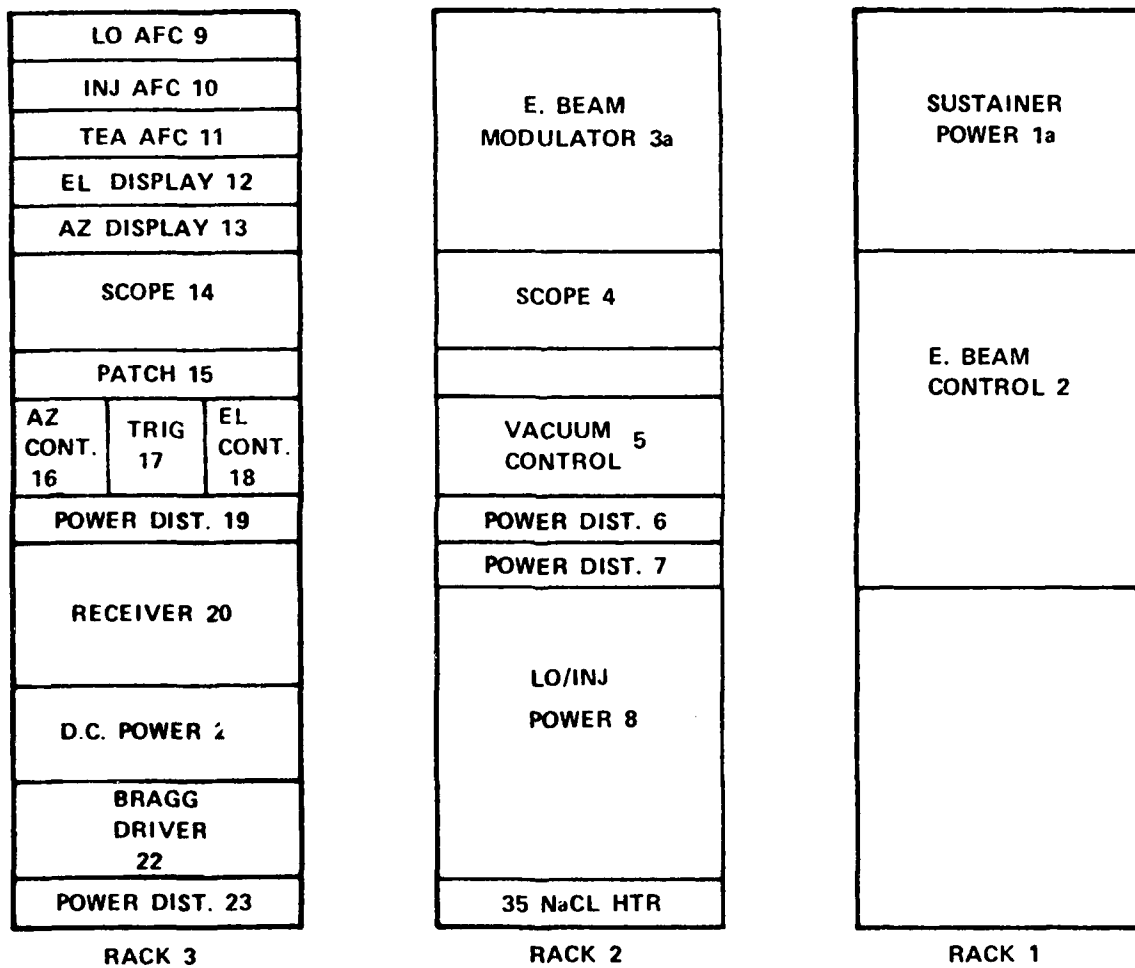 LO AFC 9
INJ AFC 10
TEA AFC 11
EL DISPLAY 12
AZ DISPLAY 13
SCOPE 14
PATCH 15
AZ
CONT.
16
TRIG
17
EL
CONT.
18
POWER DIST. 19
RECEIVER 20
D.C. POWER
BRAGG
DRIVER
22
POWER DIST. 23
RACK 3
E. BEAM
MODULATOR 3a
SCOPE 4
VACUUM 5
CONTROL
POWER DIST. 6
POWER DIST. 7
LO/INJ
POWER 8
35 NaCL HTR
RACK 2
SUSTAINER
POWER 1a
E. BEAM
CONTROL 2
RACK 1